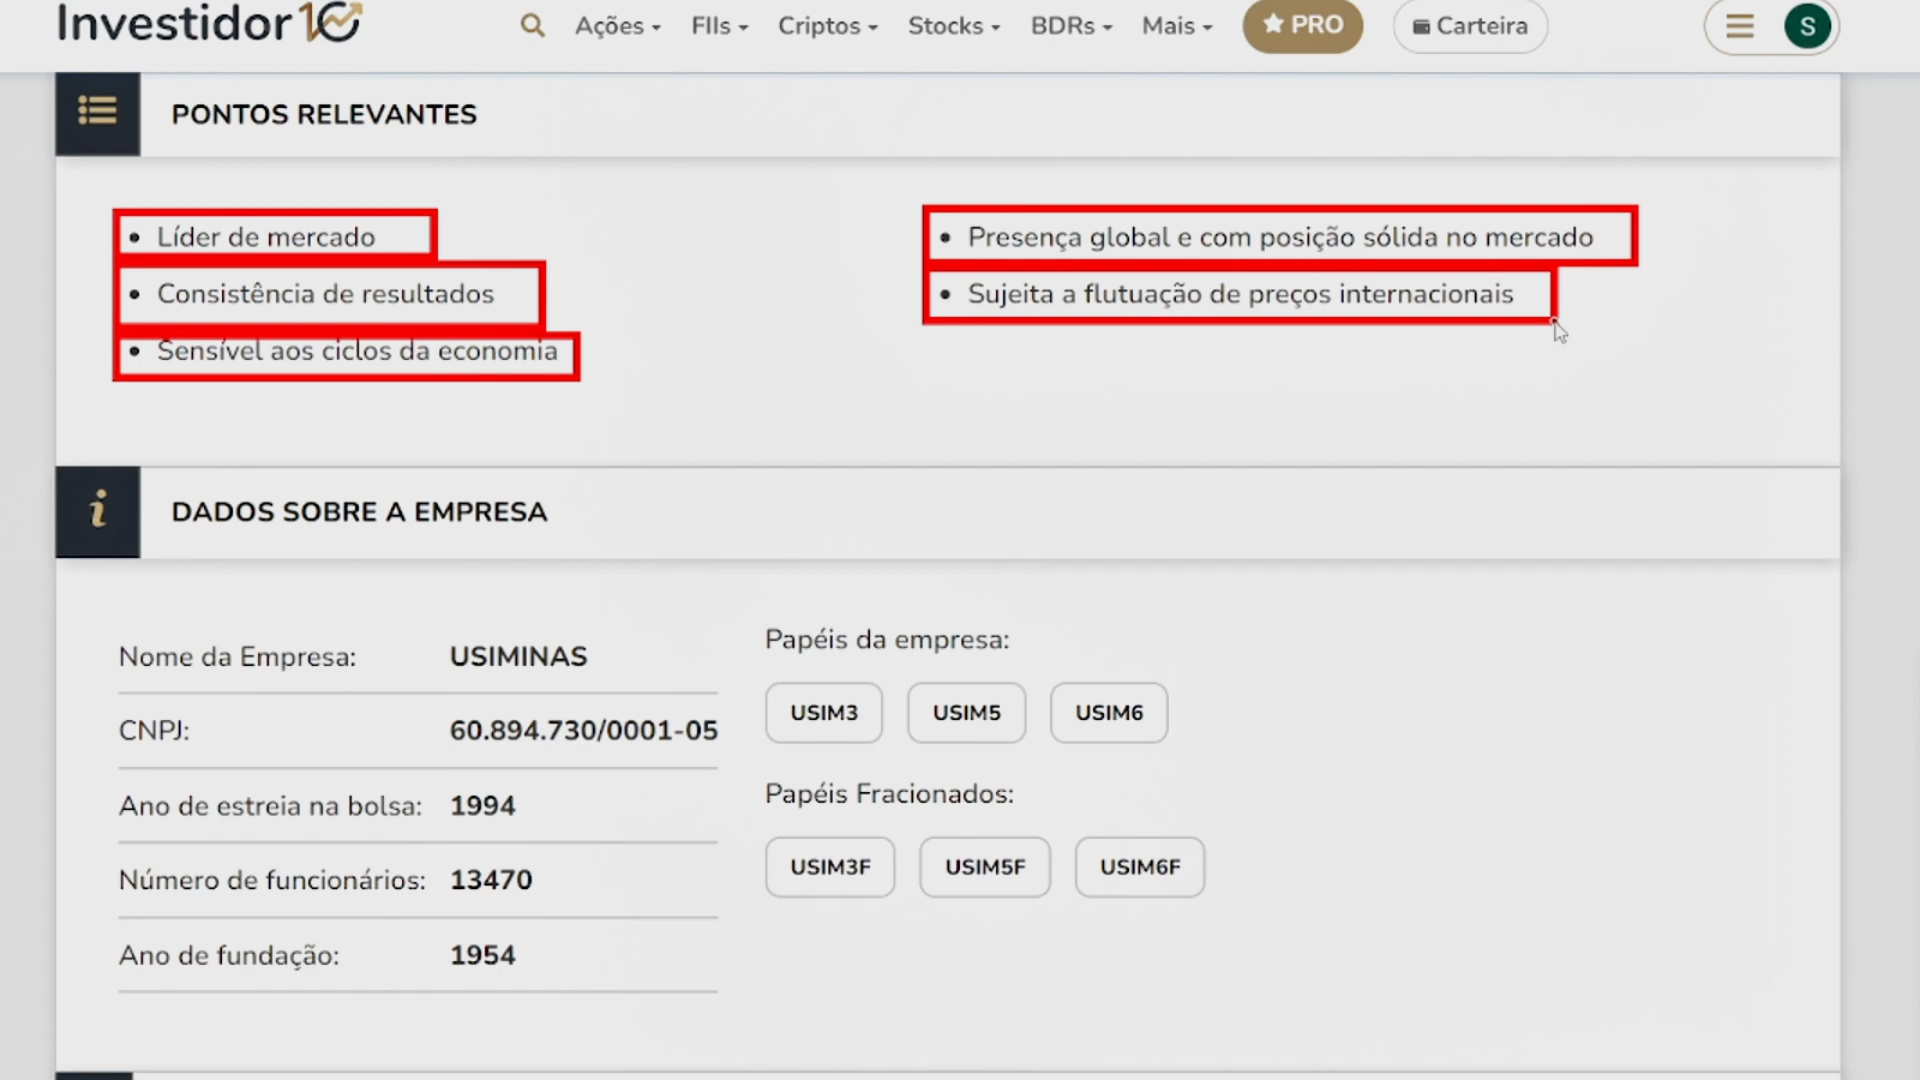 Investidor10
Ações
FIIs
Criptos
Stocks
BDRs
Mais
PRO
Carteira
S
PONTOS RELEVANTES
Líder de mercado
Consistência de resultados
Sensível aos ciclos da economia
Presença global e com posição sólida no mercado
Sujeita a flutuação de preços internacionais
DADOS SOBRE A EMPRESA
Nome da Empresa: USIMINAS
CNPJ: 60.894.730/0001-05
Ano de estreia na bolsa: 1994
Número de funcionários: 13470
Ano de fundação: 1954
Papéis da empresa:
USIM3 USIM5 USIM6
Papéis Fracionados:
USIM3F USIM5F USIM6F